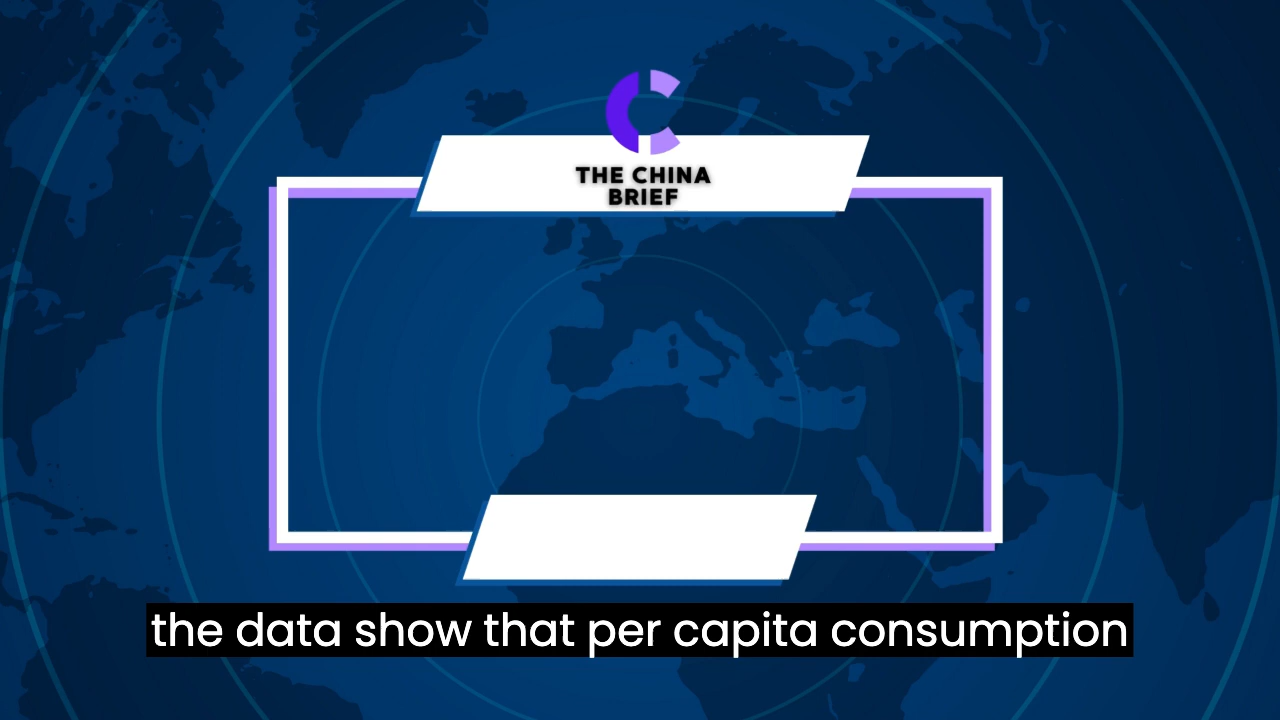 THE CHINA
BRIEF
the data show that per capita consumption